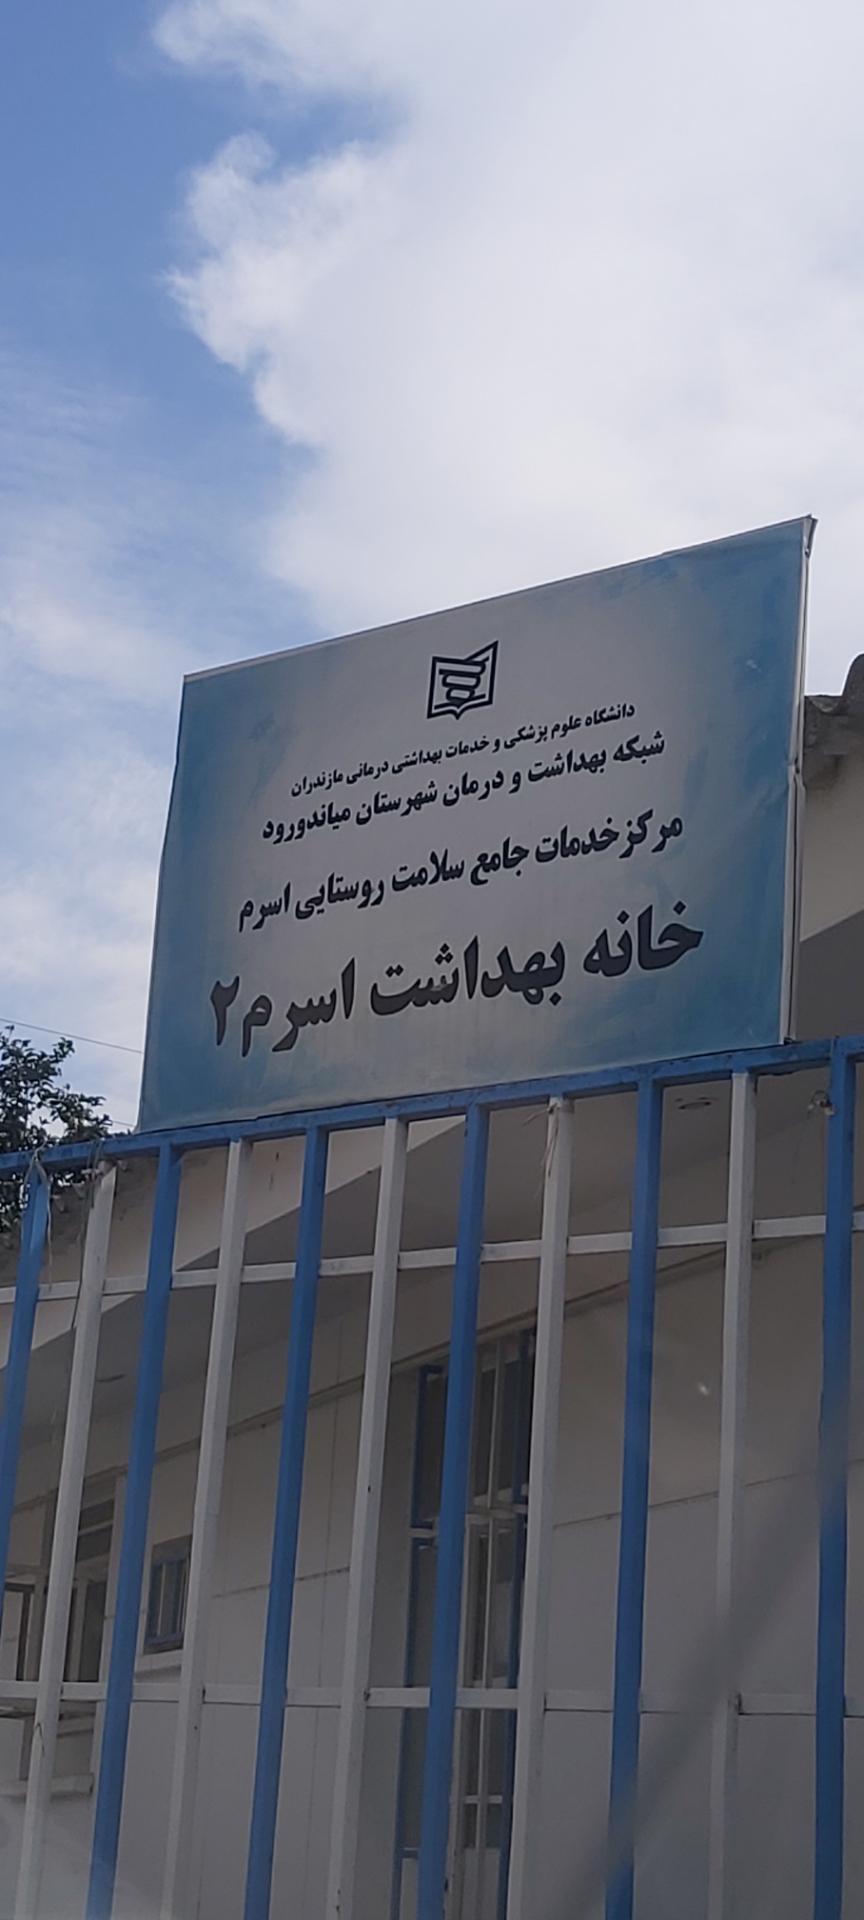 دانشگاه علوم پزشکی و خدمات بهداشتی درمانی مازندران
شبکه بهداشت و درمان شهرستان میاندورود
مرکز خدمات جامع سلامت روستایی اسرم
خانه بهداشت اسرم ۲